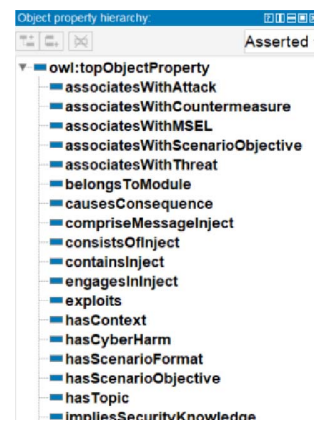 Object property hierarchy:
Asserted
owl:topObjectProperty
associatesWithAttack
associatesWithCountermeasure
associatesWithMSEL
associatesWithScenarioObjective
associatesWithThreat
belongsToModule
causesConsequence
compriseMessageInject
consistsOfInject
containsInject
engagesInInject
exploits
hasContext
hasCyberHarm
hasScenarioFormat
hasScenarioObjective
hasTopic
impliesSecurityKnowledge